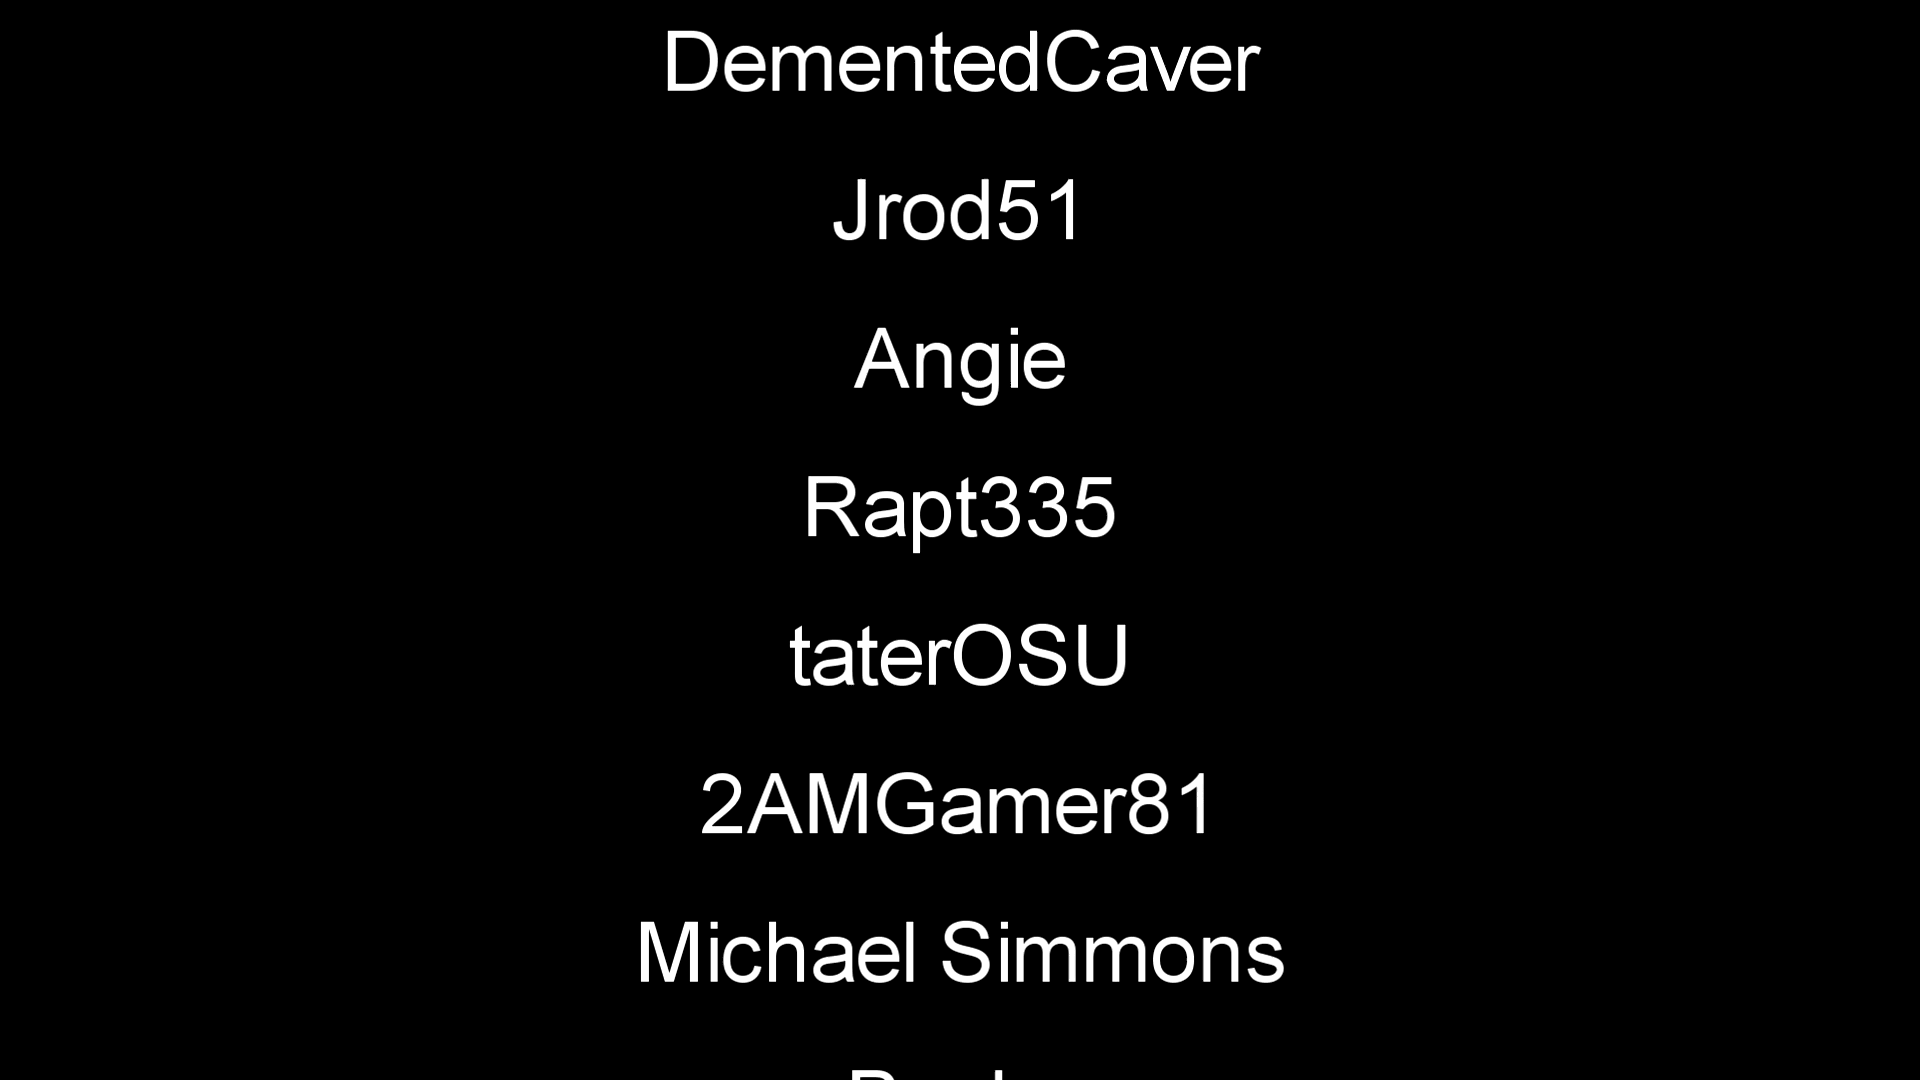 DementedCaver
Jrod51
Angie
Rapt335
taterOSU
2AMGamer81
Michael Simmons